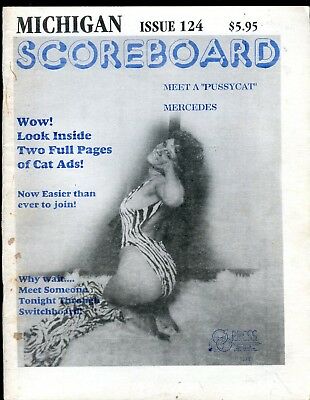 MICHIGAN ISSUE 124 $5.95
SCOREBOARD
MEET A "PUSSYCAT"
MERCEDES
Wow!
Look Inside
Two Full Pages
of Cat Ads!
Now Easier than
ever to join!
Why wait....
Meet Someone
Tonight Through
Switchboard!
PRESS